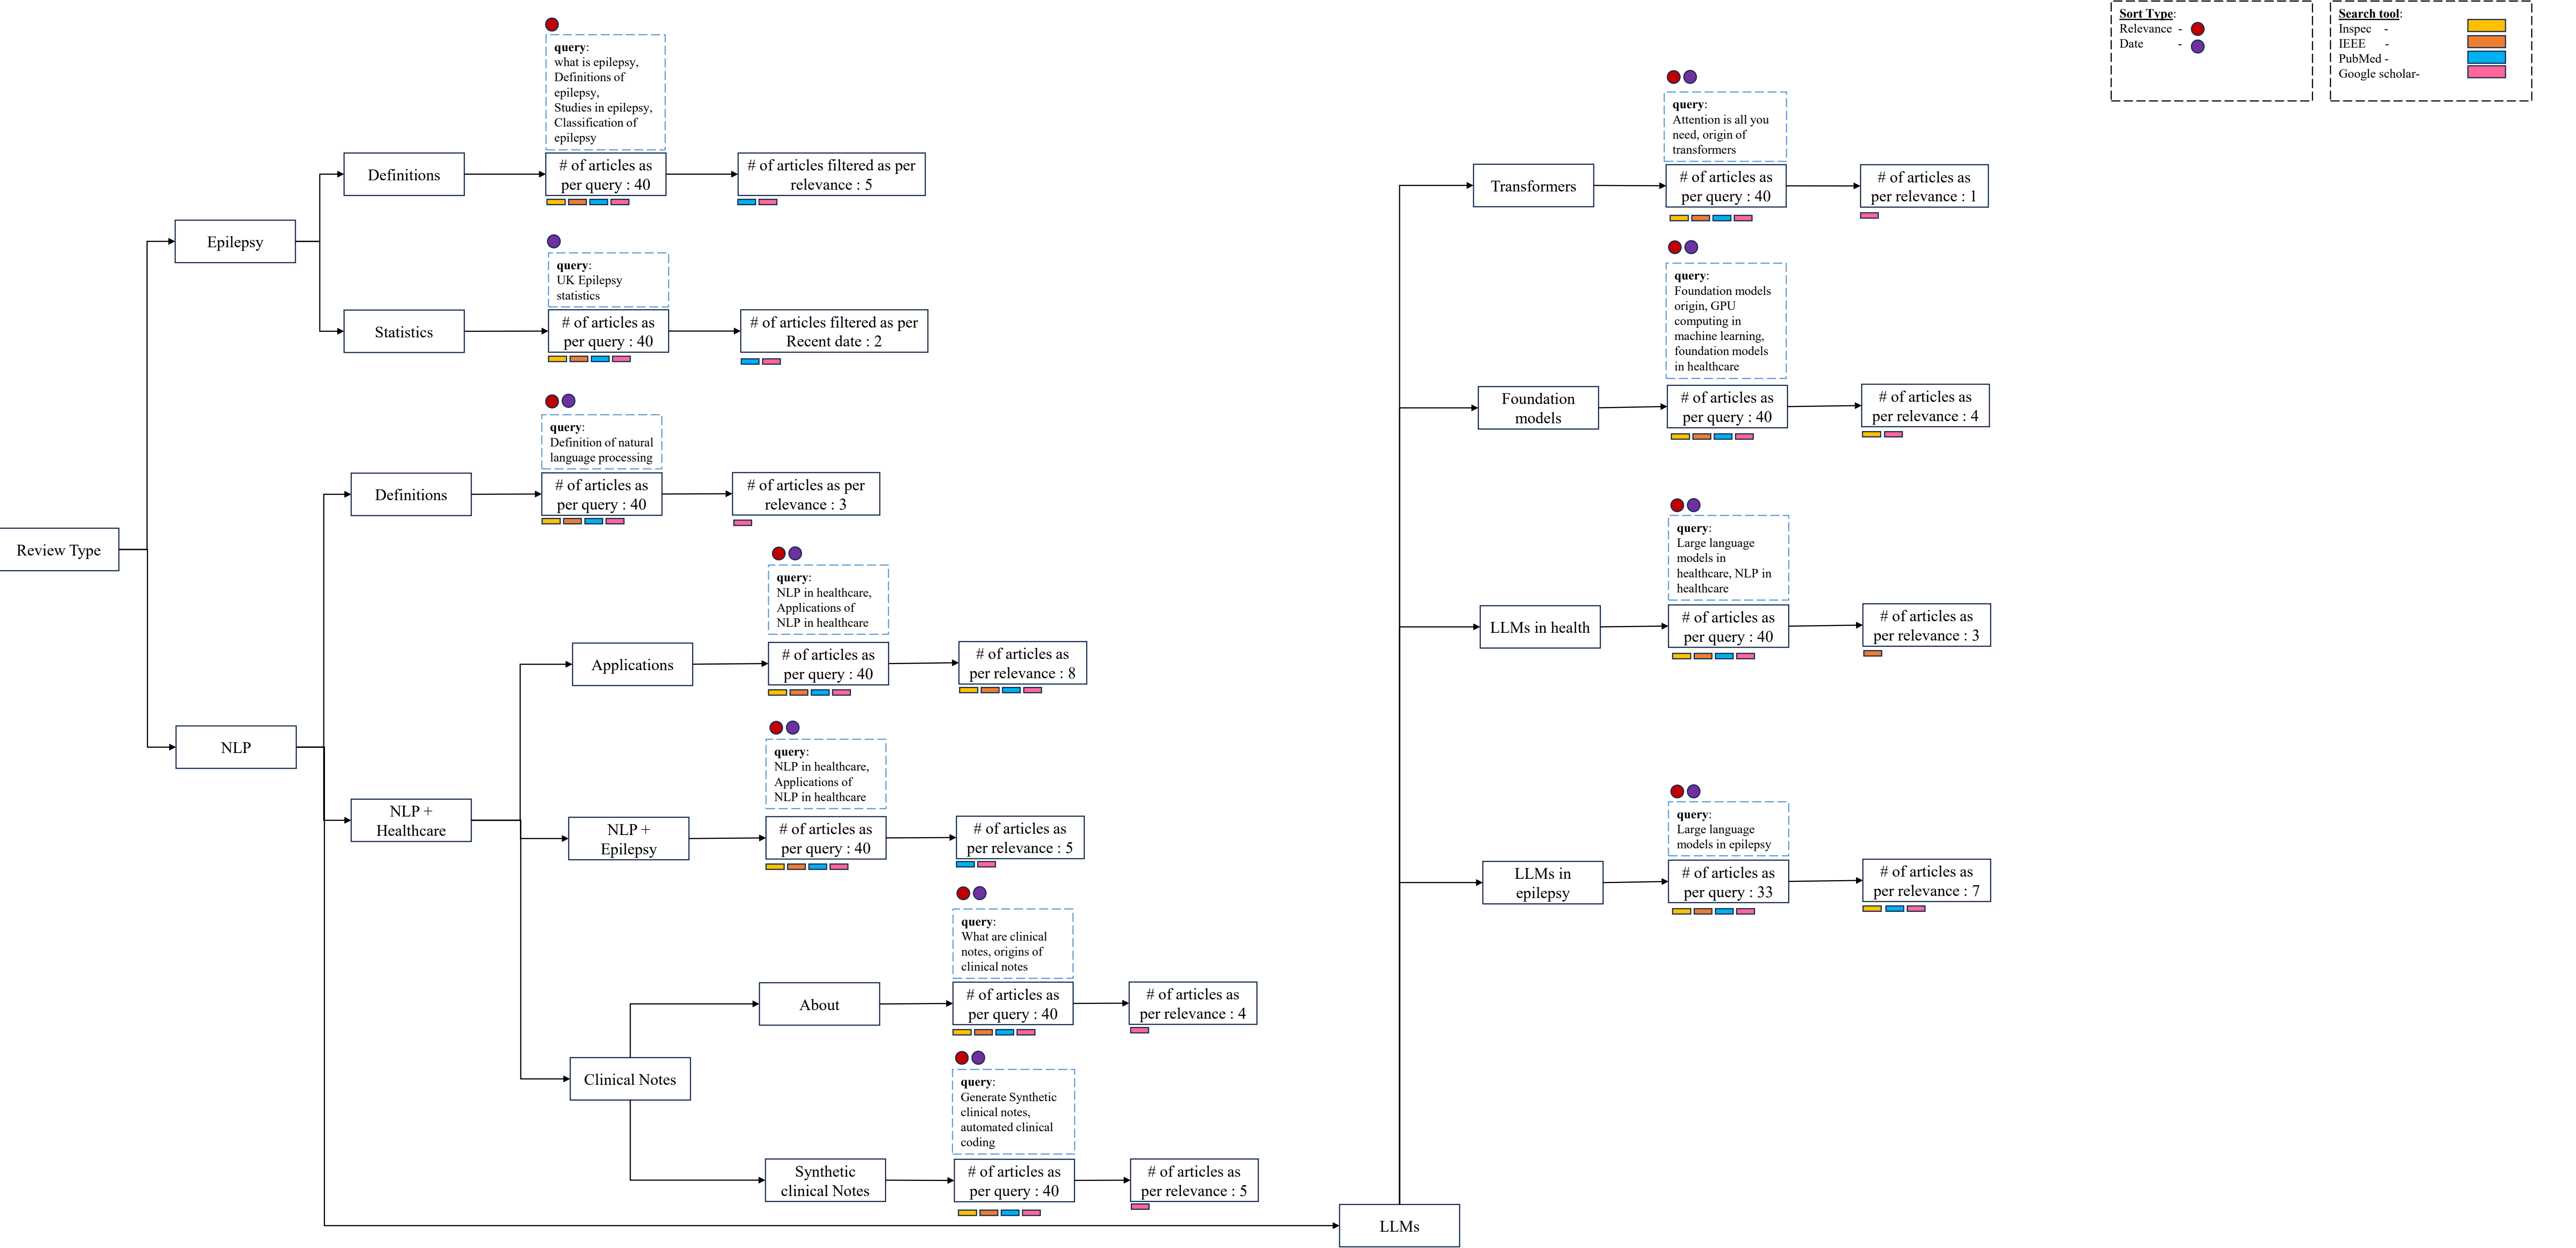 Review Type
Epilepsy
Definitions
query:
what is epilepsy,
Definitions of
epilepsy,
Studies in epilepsy,
Classification of
epilepsy
# of articles as
per query : 40
# of articles filtered as per
relevance : 5
Statistics
query:
UK Epilepsy
statistics
# of articles as
per query : 40
# of articles filtered as per
Recent date : 2
NLP
Definitions
query:
Definition of natural
language processing
# of articles as
per query : 40
# of articles as per
relevance : 3
NLP +
Healthcare
Applications
query:
NLP in healthcare,
Applications of
NLP in healthcare
# of articles as
per query : 40
# of articles as
per relevance : 8
NLP +
Epilepsy
query:
NLP in healthcare,
Applications of
NLP in healthcare
# of articles as
per query : 40
# of articles as
per relevance : 5
Clinical Notes
About
query:
What are clinical
notes, origins of
clinical notes
# of articles as
per query : 40
# of articles as
per relevance : 4
Synthetic
clinical Notes
query:
Generate Synthetic
clinical notes,
automated clinical
coding
# of articles as
per query : 40
# of articles as
per relevance : 5
LLMs
Transformers
query:
Attention is all you
need, origin of
transformers
# of articles as
per query : 40
# of articles as
per relevance : 1
Foundation
models
query:
Foundation models
origin, GPU
computing in
machine learning,
foundation models
in healthcare
# of articles as
per query : 40
# of articles as
per relevance : 4
LLMs in health
query:
Large language
models in
healthcare, NLP in
healthcare
# of articles as
per query : 40
# of articles as
per relevance : 3
LLMs in
epilepsy
query:
Large language
models in epilepsy
# of articles as
per query : 33
# of articles as
per relevance : 7
Sort Type:
Relevance -
Date -
Search tool:
Inspec -
IEEE -
PubMed -
Google scholar-